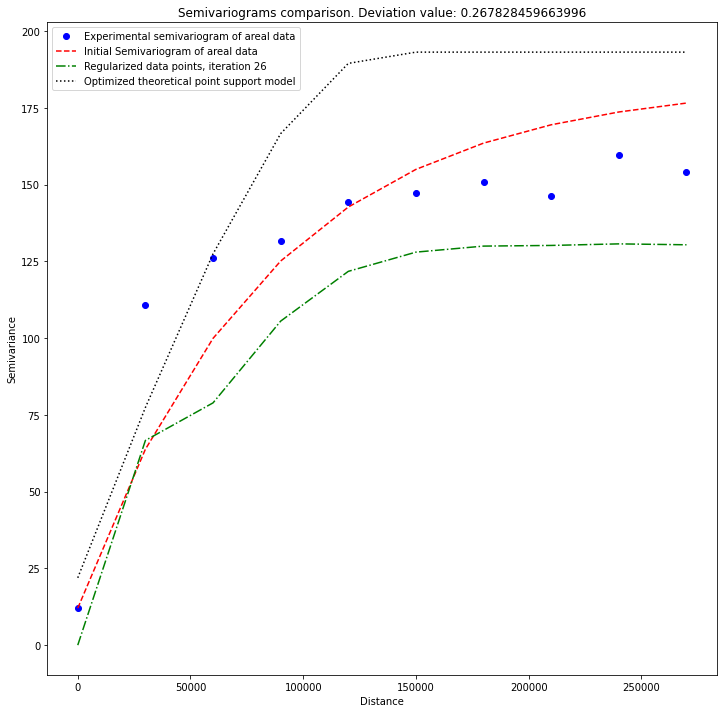 Semivariograms comparison. Deviation value: 0.267828459663996
Experimental semivariogram of areal data
Initial Semivariogram of areal data
Regularized data points, iteration 26
Optimized theoretical point support model
200
175
150
125
100
75
50
25
0
Semivariance
0 50000 100000 150000 200000 250000
Distance